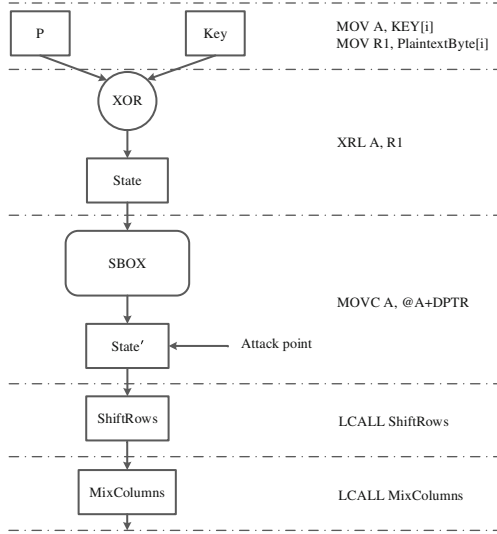 P
Key
MOV A, KEY[i]
MOV R1, PlaintextByte[i]
XOR
XRL A, R1
State
SBOX
MOVC A, @A+DPTR
State′
Attack point
ShiftRows
LCALL ShiftRows
MixColumns
LCALL MixColumns